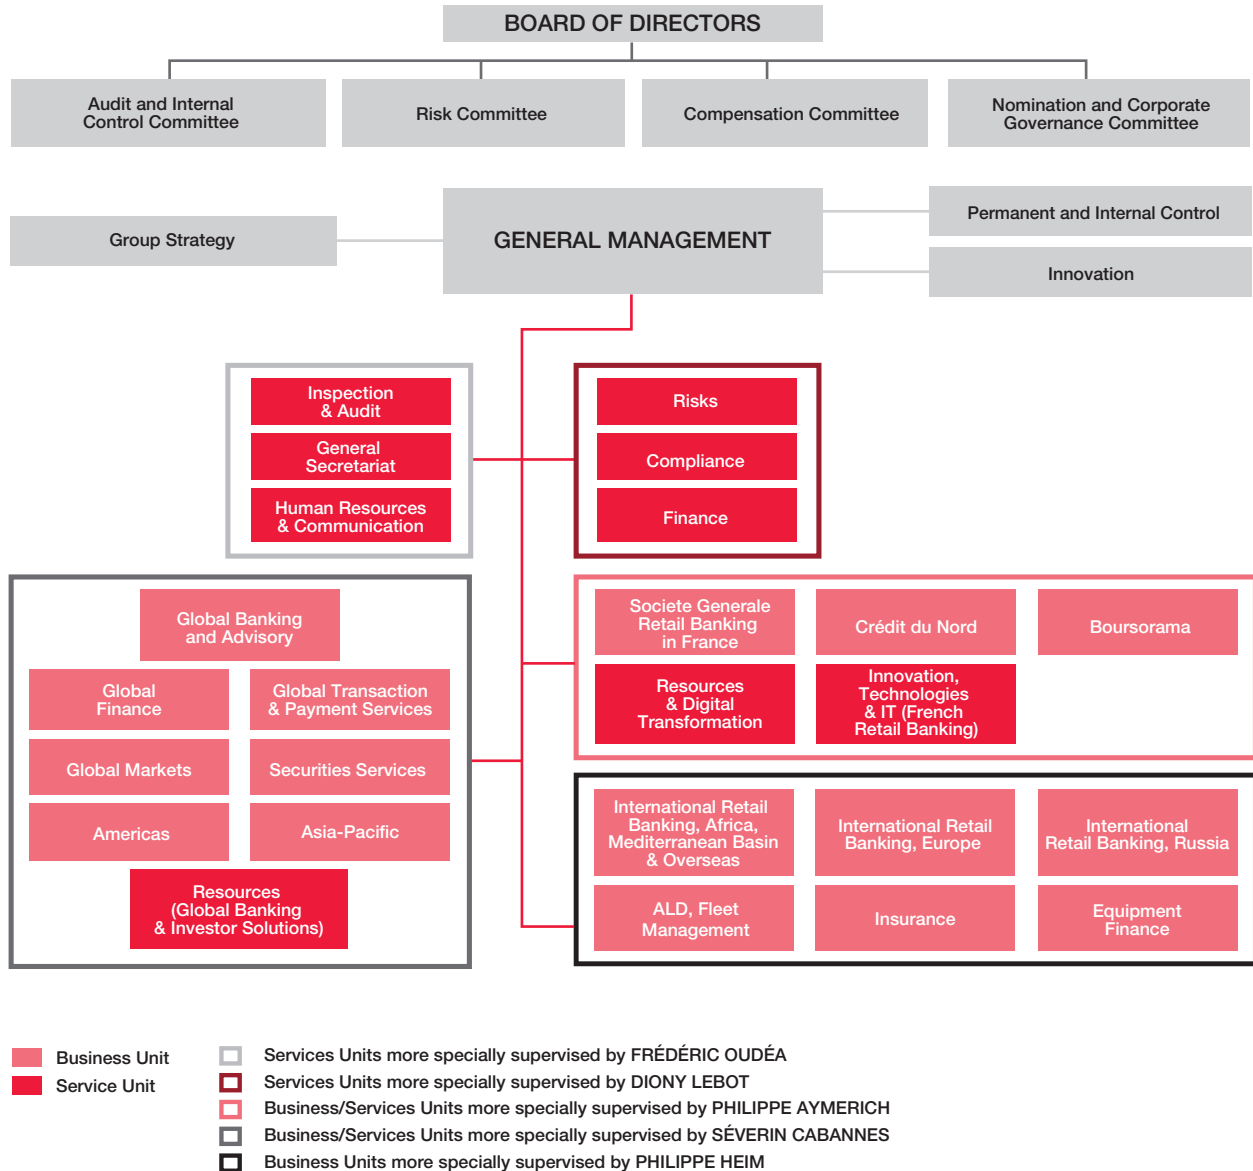 BOARD OF DIRECTORS
Audit and Internal
Control Committee
Risk Committee
Compensation Committee
Nomination and Corporate
Governance Committee
Group Strategy
GENERAL MANAGEMENT
Permanent and Internal Control
Innovation
Inspection
& Audit
General
Secretariat
Human Resources
& Communication
Risks
Compliance
Finance
Global Banking
and Advisory
Global
Finance
Global Transaction
& Payment Services
Global Markets
Securities Services
Americas
Asia-Pacific
Resources
(Global Banking
& Investor Solutions)
Societe Generale
Retail Banking
in France
Crédit du Nord
Boursorama
Resources
& Digital
Transformation
Innovation,
Technologies
& IT (French
Retail Banking)
International Retail
Banking, Africa,
Mediterranean Basin
& Overseas
International Retail
Banking, Europe
International
Retail Banking, Russia
ALD, Fleet
Management
Insurance
Equipment
Finance
Business Unit
Service Unit
Services Units more specially supervised by FRÉDÉRIC OUDÉA
Services Units more specially supervised by DIONY LEBOT
Business/Services Units more specially supervised by PHILIPPE AYMERICH
Business/Services Units more specially supervised by SÉVERIN CABANNES
Business Units more specially supervised by PHILIPPE HEIM